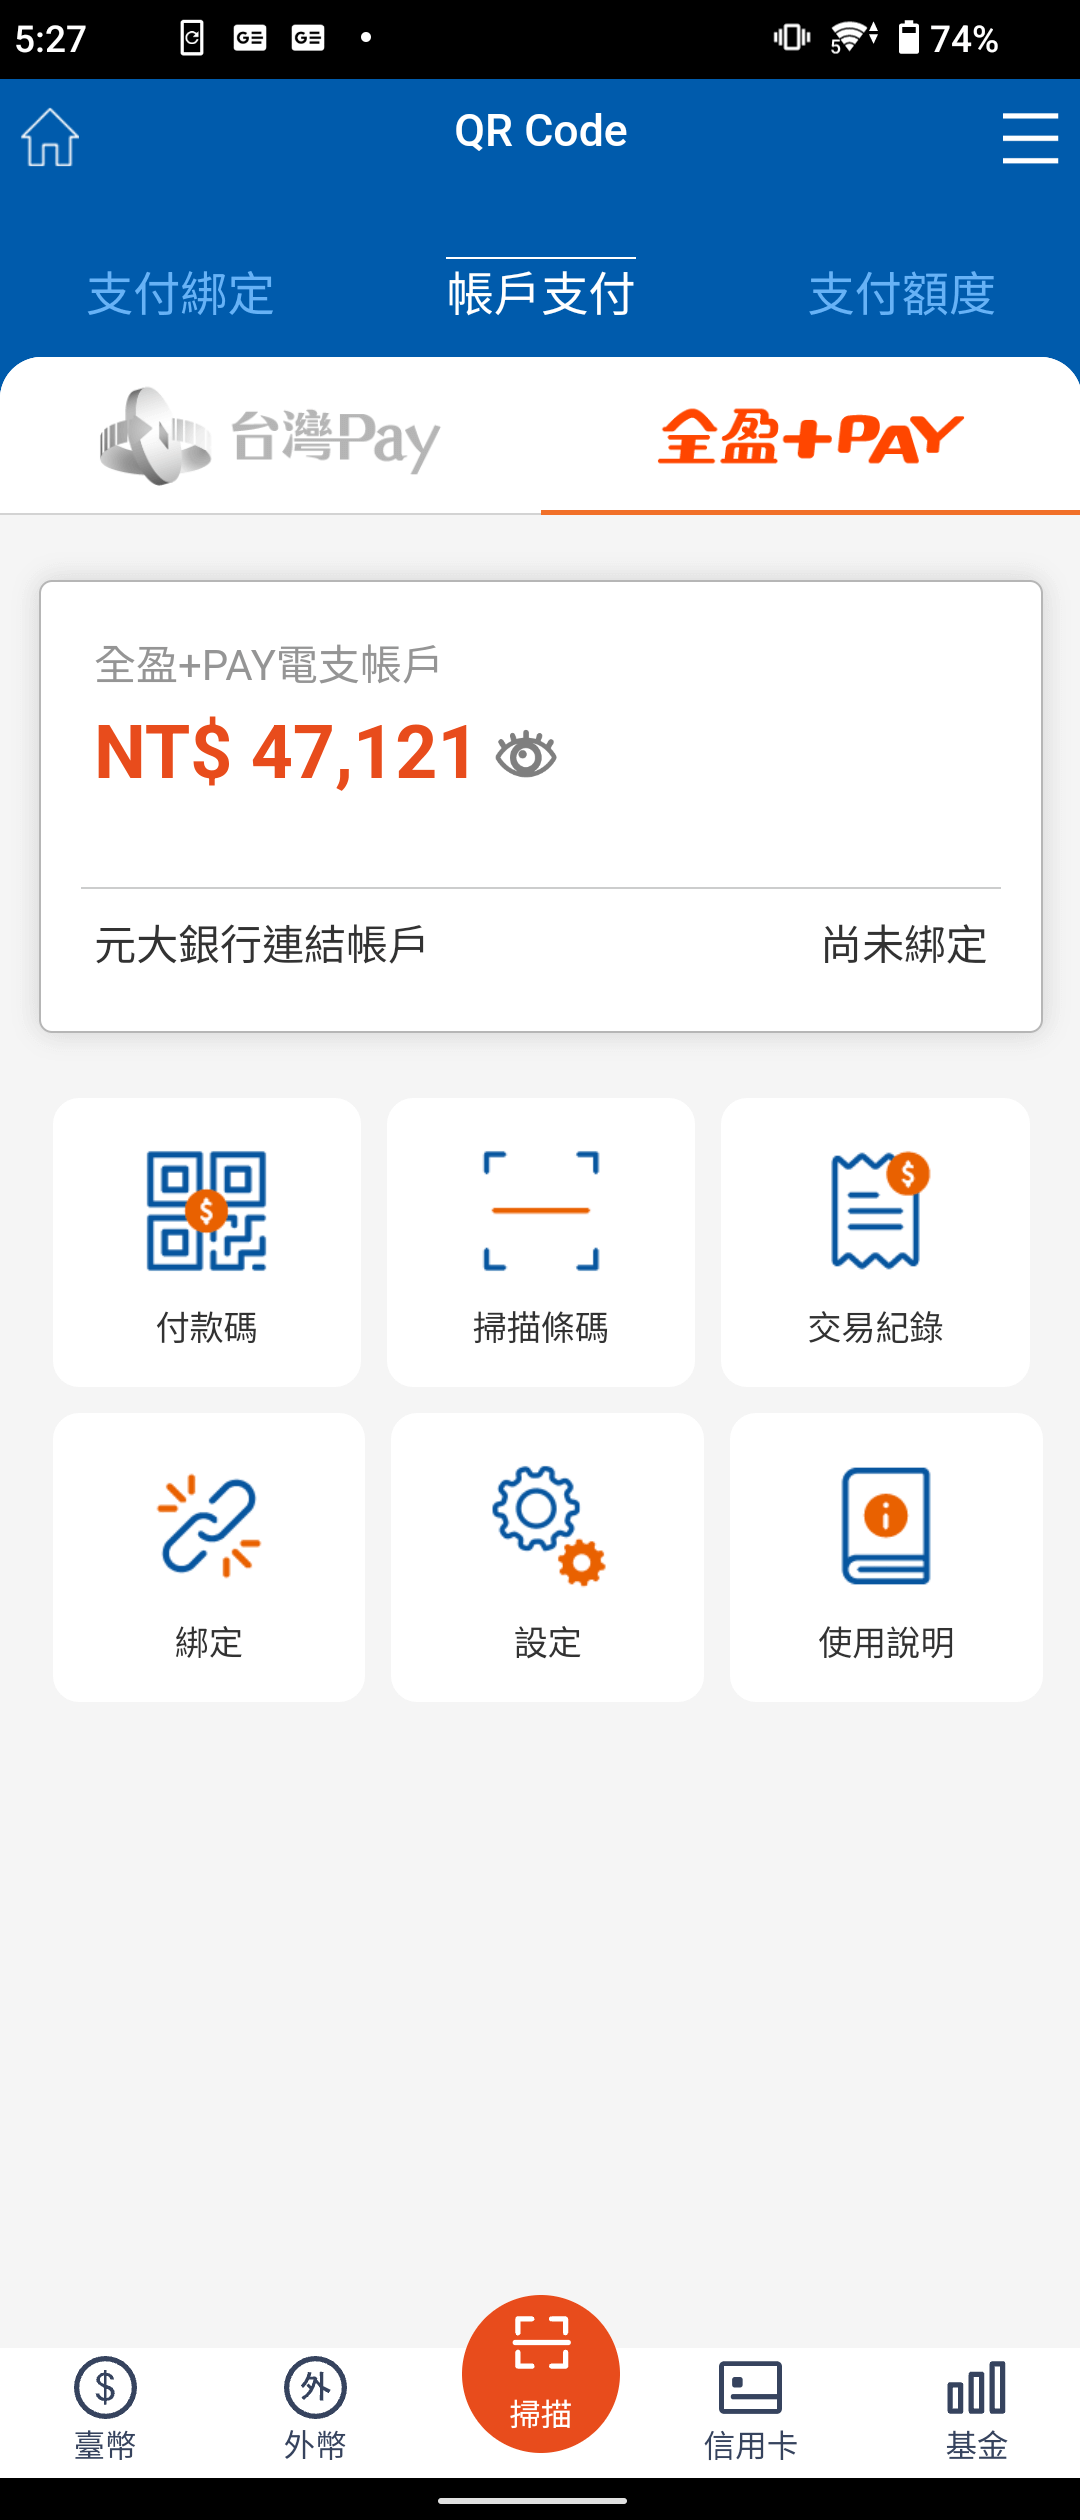 5:27
74%
QR Code
支付綁定
帳戶支付
支付額度
台灣Pay
全盈+PAY
全盈+PAY電支帳戶
NT$ 47,121
元大銀行連結帳戶
尚未綁定
付款碼
掃描條碼
交易紀錄
綁定
設定
使用說明
外
掃描
臺幣
外幣
信用卡
基金